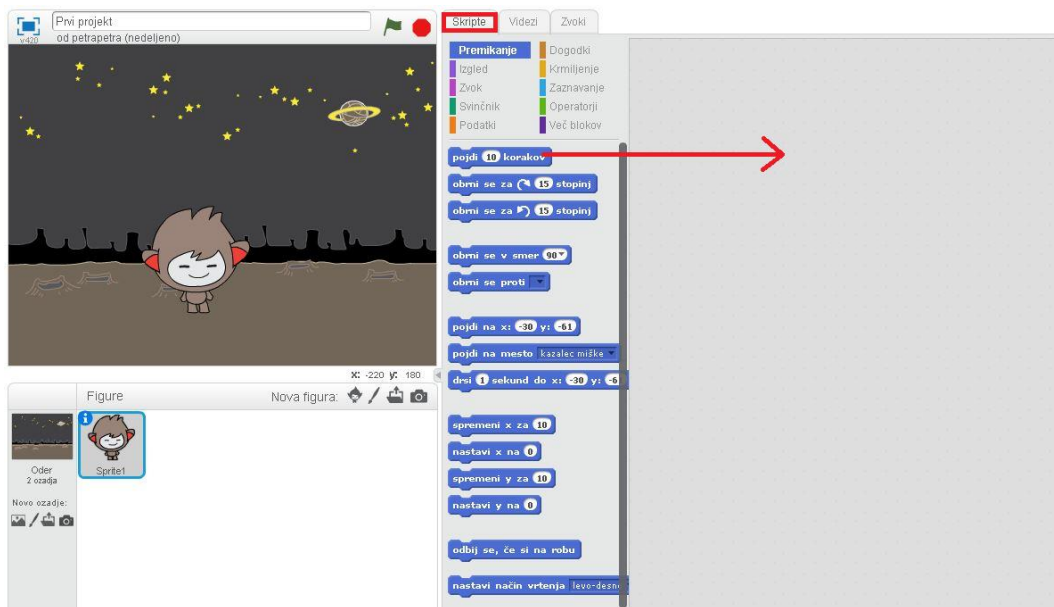 Prvi projekt
v420
od petrapetra (nedeljeno)
X: -220 y: 180
Figure
Nova figura:
Oder
2 ozadja
Novo ozadje:
Sprite1
Skripte Videzi Zvoki
Premikanje Dogodki
Izgled Krmiljenje
Zvok Zaznavanje
Svinčnik Operatorji
Podatki Več blokov
pojdi 10 korakov
obrni se za 15 stopinj
obrni se za 15 stopinj
obrni se v smer 90
obrni se proti
pojdi na x: -30 y: -61
pojdi na mesto kazalec miške
drsi 1 sekund do x: -30 y: -6
spremeni x za 10
nastavi x na 0
spremeni y za 10
nastavi y na 0
odbij se, če si na robu
nastavi način vrtenja levo-desno